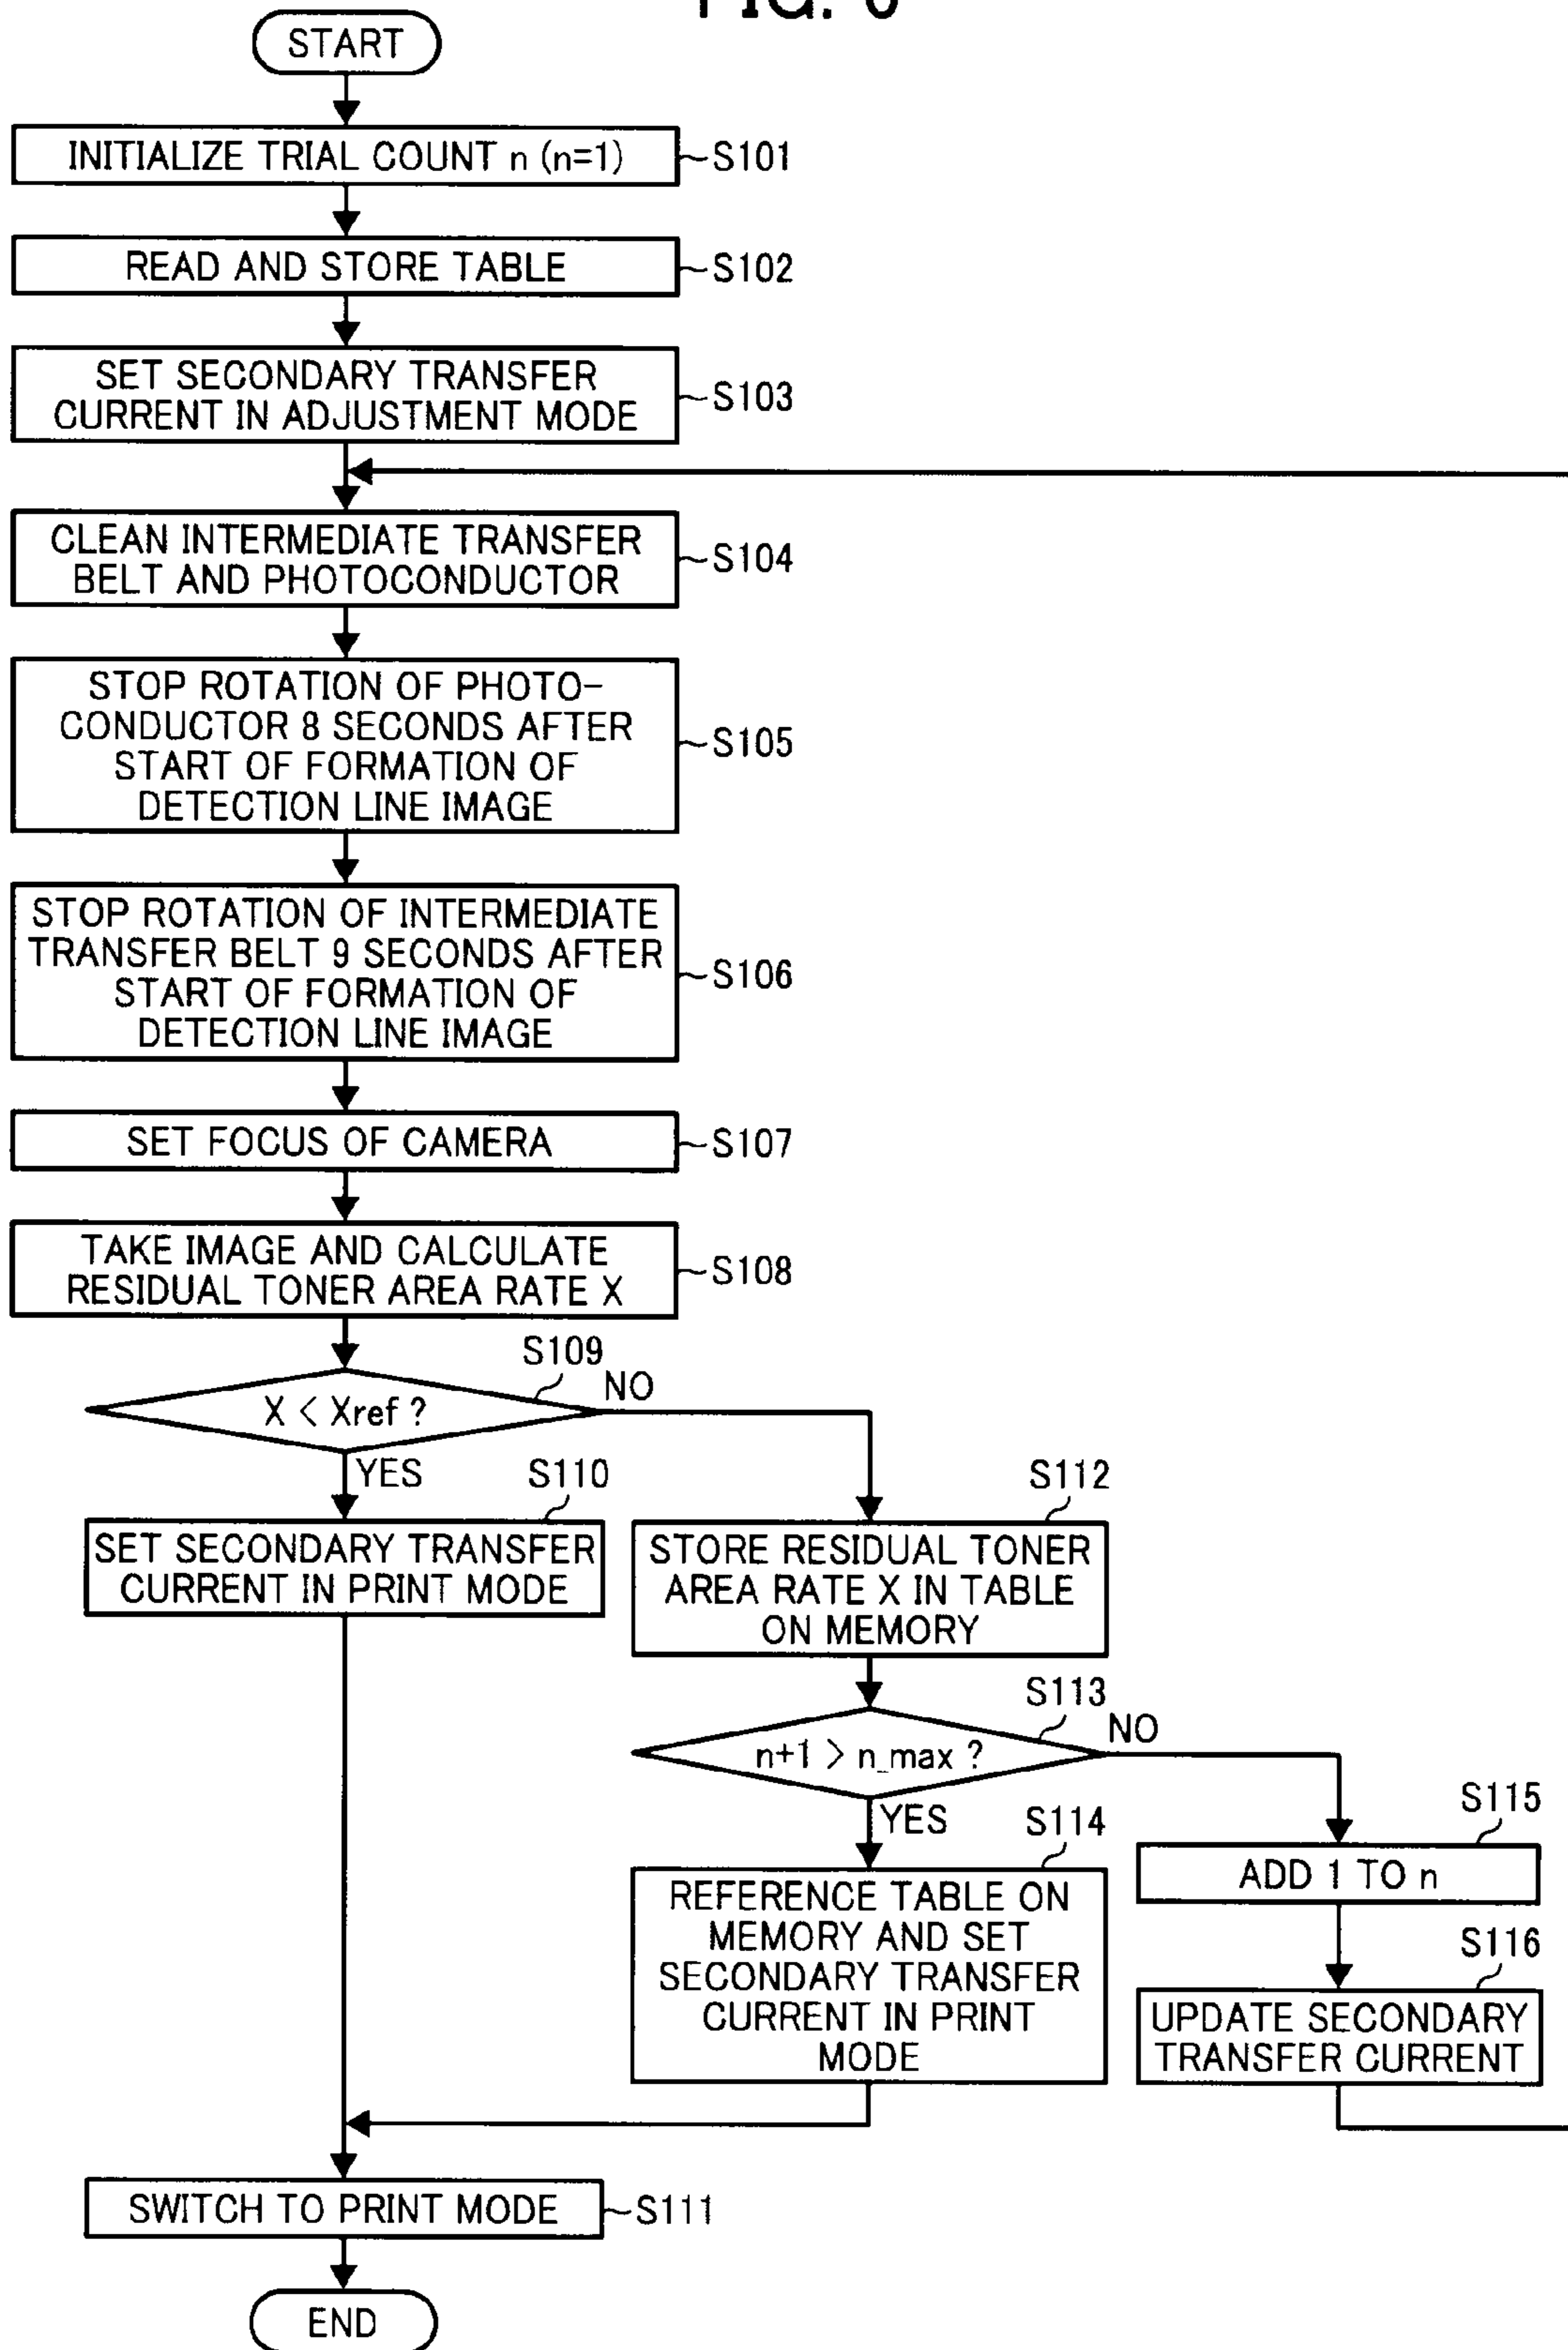 START
INITIALIZE TRIAL COUNT n (n=1)
S101
READ AND STORE TABLE
S102
SET SECONDARY TRANSFER
CURRENT IN ADJUSTMENT MODE
S103
CLEAN INTERMEDIATE TRANSFER
BELT AND PHOTOCONDUCTOR
S104
STOP ROTATION OF PHOTO-
CONDUCTOR 8 SECONDS AFTER
START OF FORMATION OF
DETECTION LINE IMAGE
S105
STOP ROTATION OF INTERMEDIATE
TRANSFER BELT 9 SECONDS AFTER
START OF FORMATION OF
DETECTION LINE IMAGE
S106
SET FOCUS OF CAMERA
S107
TAKE IMAGE AND CALCULATE
RESIDUAL TONER AREA RATE X
S108
S109
X < Xref ?
NO
YES
S110
SET SECONDARY TRANSFER
CURRENT IN PRINT MODE
S112
STORE RESIDUAL TONER
AREA RATE X IN TABLE
ON MEMORY
S113
n+1 > n_max ?
NO
YES
S114
REFERENCE TABLE ON
MEMORY AND SET
SECONDARY TRANSFER
CURRENT IN PRINT
MODE
S115
ADD 1 TO n
S116
UPDATE SECONDARY
TRANSFER CURRENT
SWITCH TO PRINT MODE
S111
END